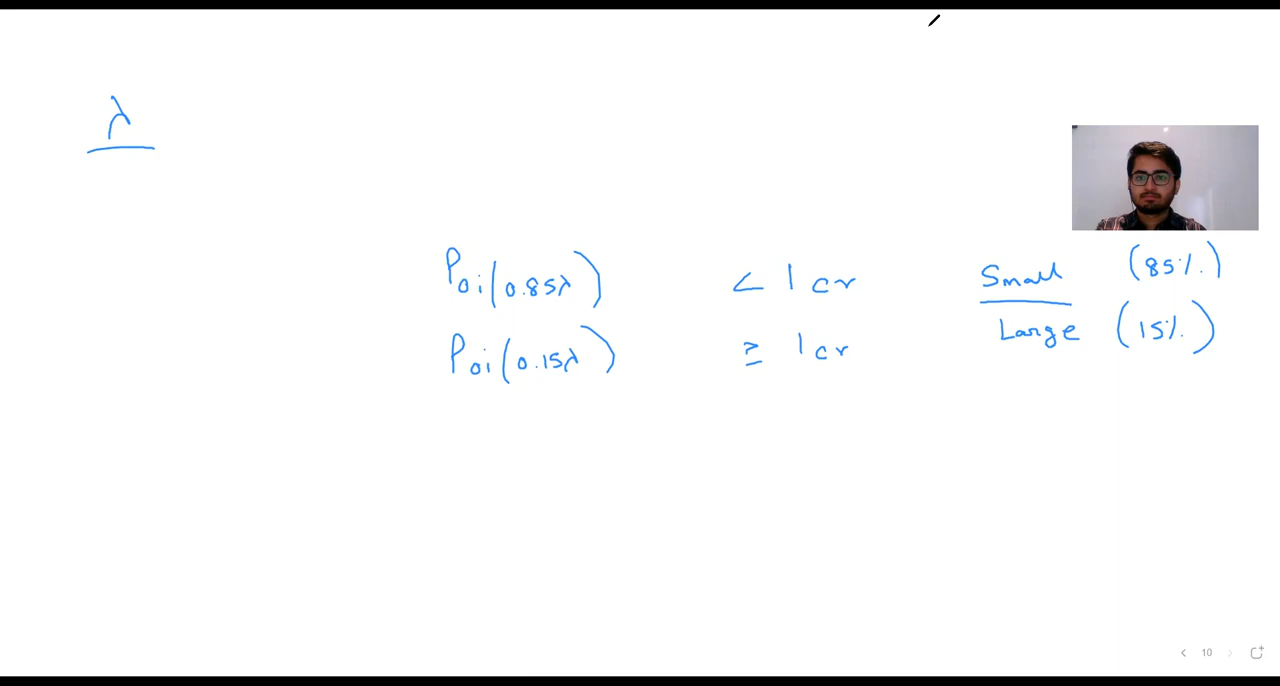 λ
Poi(0.85λ) < 1 cr Small (85%.)
Poi(0.15λ) ≥ 1 cr Large (15%.)
10